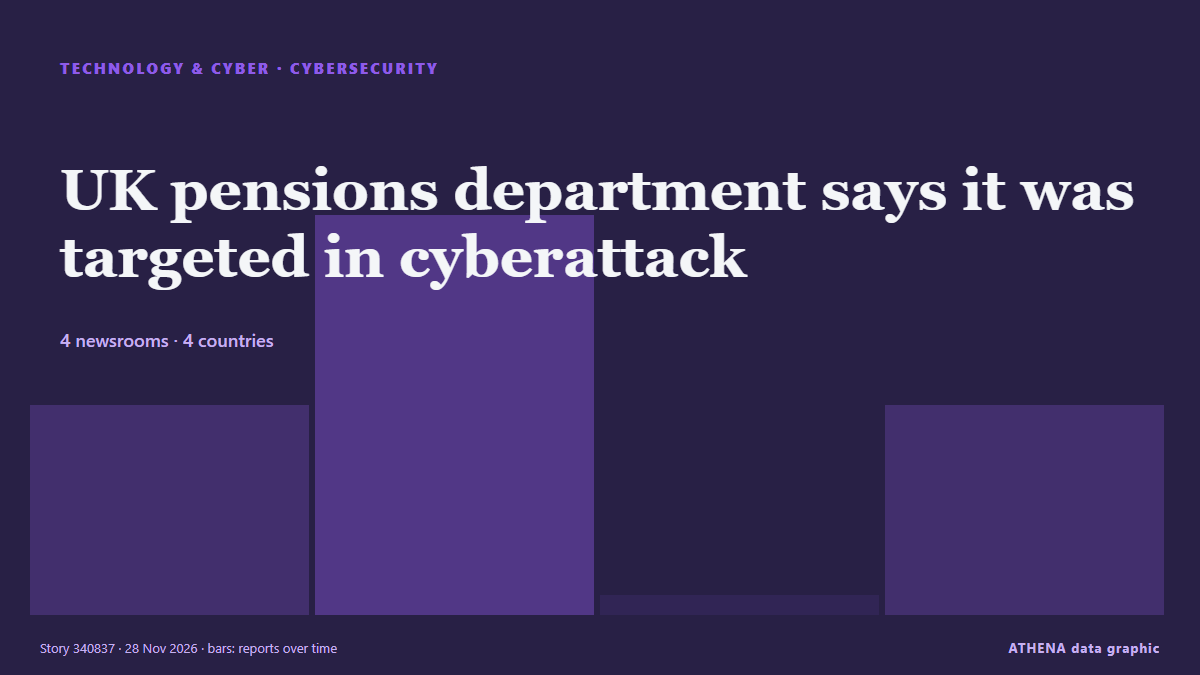 TECHNOLOGY & CYBER · CYBERSECURITY
UK pensions department says it was
targeted in cyberattack
4 newsrooms · 4 countries
Story 340837 · 28 Nov 2026 · bars: reports over time
ATHENA data graphic